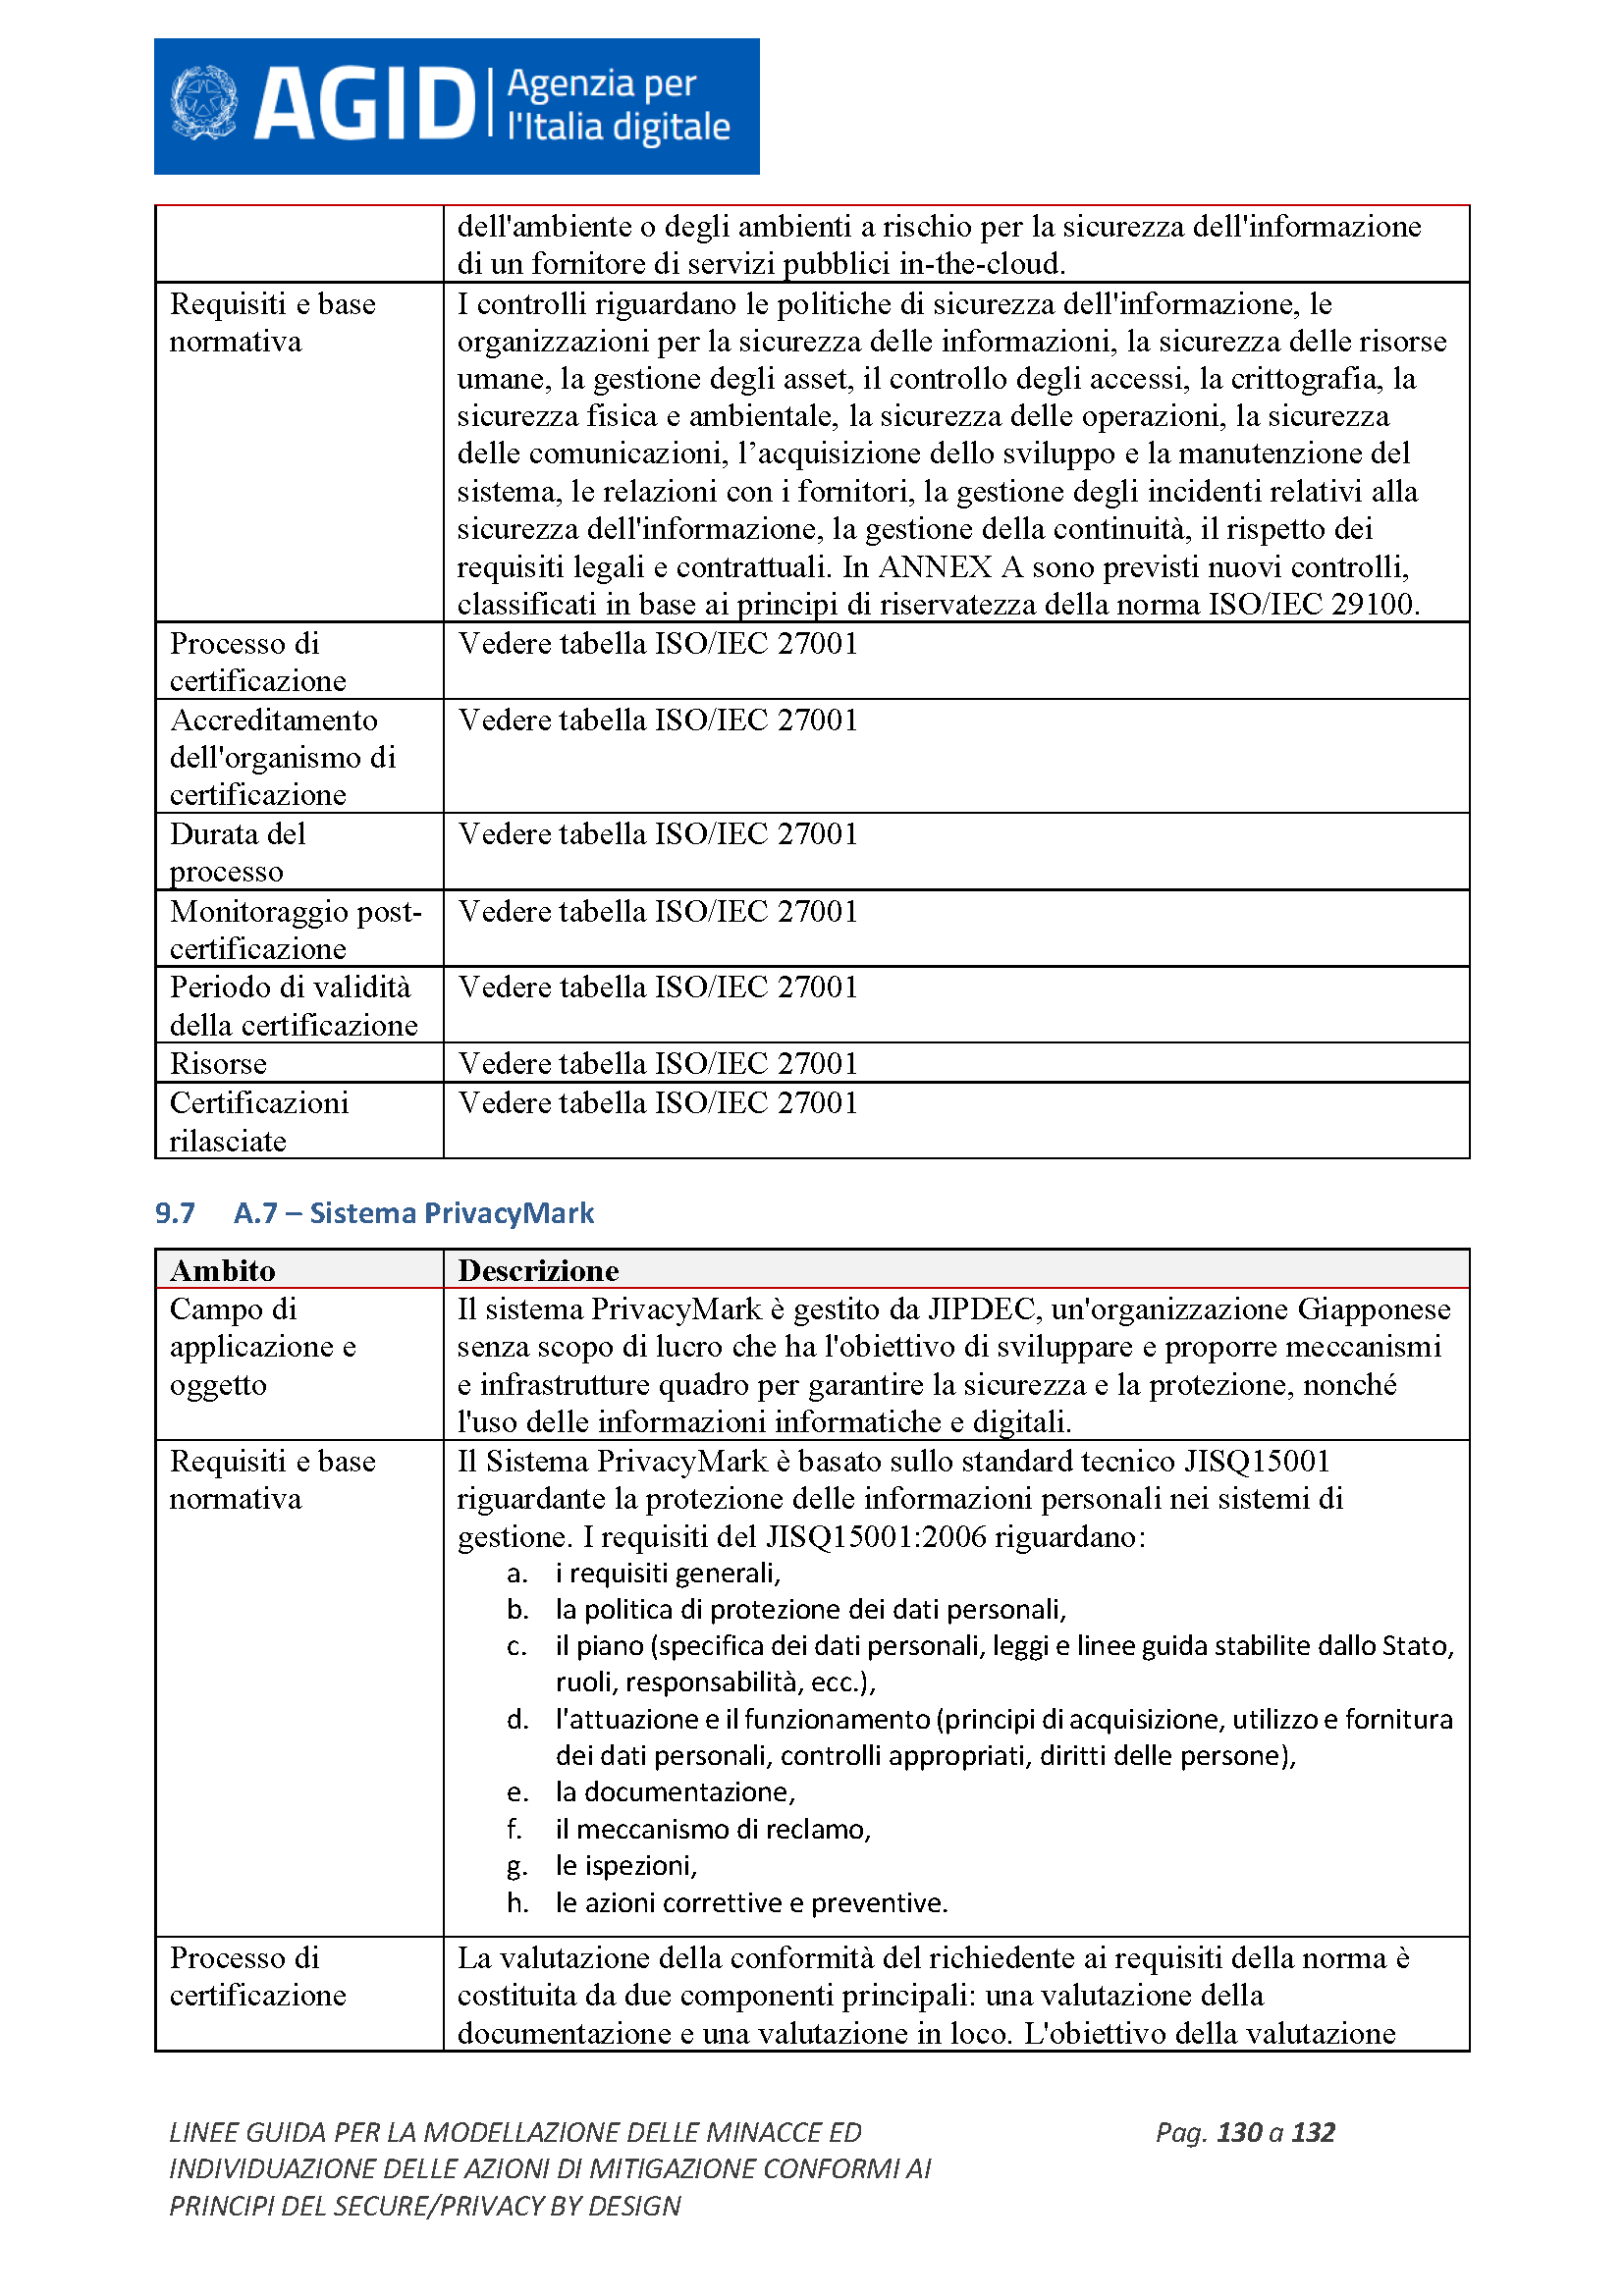 AGID
Agenzia per
l'Italia digitale
dell'ambiente o degli ambienti a rischio per la sicurezza dell'informazione
di un fornitore di servizi pubblici in-the-cloud.
Requisiti e base
normativa
I controlli riguardano le politiche di sicurezza dell'informazione, le
organizzazioni per la sicurezza delle informazioni, la sicurezza delle risorse
umane, la gestione degli asset, il controllo degli accessi, la crittografia, la
sicurezza fisica e ambientale, la sicurezza delle operazioni, la sicurezza
delle comunicazioni, l’acquisizione dello sviluppo e la manutenzione del
sistema, le relazioni con i fornitori, la gestione degli incidenti relativi alla
sicurezza dell'informazione, la gestione della continuità, il rispetto dei
requisiti legali e contrattuali. In ANNEX A sono previsti nuovi controlli,
classificati in base ai principi di riservatezza della norma ISO/IEC 29100.
Processo di
certificazione
Vedere tabella ISO/IEC 27001
Accreditamento
dell'organismo di
certificazione
Vedere tabella ISO/IEC 27001
Durata del
processo
Vedere tabella ISO/IEC 27001
Monitoraggio post-
certificazione
Vedere tabella ISO/IEC 27001
Periodo di validità
della certificazione
Vedere tabella ISO/IEC 27001
Risorse
Vedere tabella ISO/IEC 27001
Certificazioni
rilasciate
Vedere tabella ISO/IEC 27001
9.7 A.7 – Sistema PrivacyMark
Ambito
Descrizione
Campo di
applicazione e
oggetto
Il sistema PrivacyMark è gestito da JIPDEC, un'organizzazione Giapponese
senza scopo di lucro che ha l'obiettivo di sviluppare e proporre meccanismi
e infrastrutture quadro per garantire la sicurezza e la protezione, nonché
l'uso delle informazioni informatiche e digitali.
Requisiti e base
normativa
Il Sistema PrivacyMark è basato sullo standard tecnico JISQ15001
riguardante la protezione delle informazioni personali nei sistemi di
gestione. I requisiti del JISQ15001:2006 riguardano:
a. i requisiti generali,
b. la politica di protezione dei dati personali,
c. il piano (specifica dei dati personali, leggi e linee guida stabilite dallo Stato,
ruoli, responsabilità, ecc.),
d. l'attuazione e il funzionamento (principi di acquisizione, utilizzo e fornitura
dei dati personali, controlli appropriati, diritti delle persone),
e. la documentazione,
f. il meccanismo di reclamo,
g. le ispezioni,
h. le azioni correttive e preventive.
Processo di
certificazione
La valutazione della conformità del richiedente ai requisiti della norma è
costituita da due componenti principali: una valutazione della
documentazione e una valutazione in loco. L'obiettivo della valutazione
LINEE GUIDA PER LA MODELLAZIONE DELLE MINACCE ED
INDIVIDUAZIONE DELLE AZIONI DI MITIGAZIONE CONFORMI AI
PRINCIPI DEL SECURE/PRIVACY BY DESIGN
Pag. 130 a 132